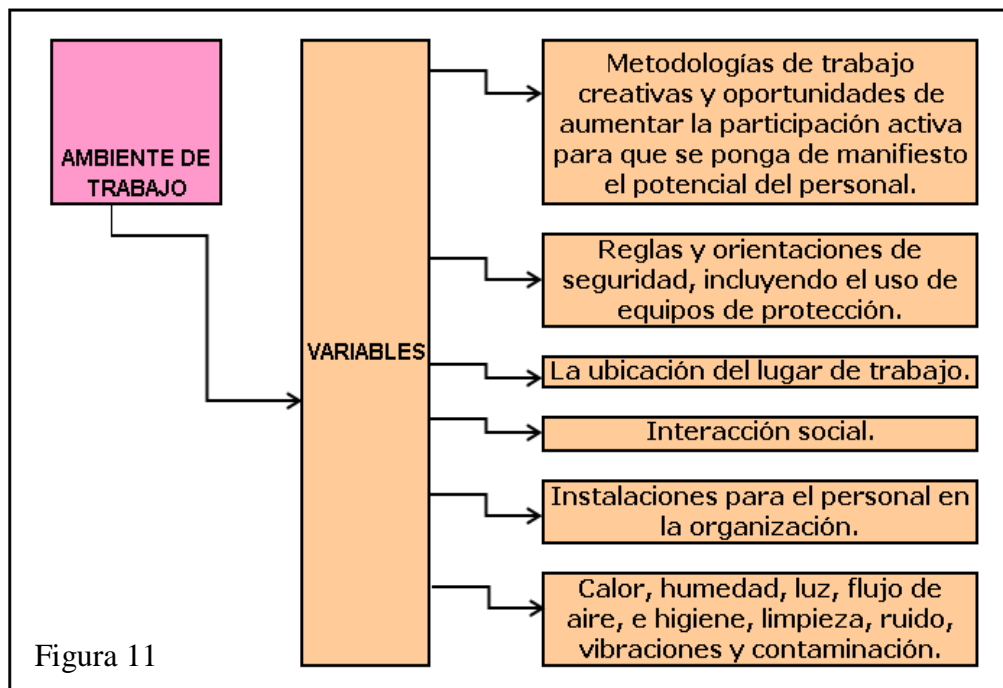 AMBIENTE DE
TRABAJO
VARIABLES
Metodologías de trabajo
creativas y oportunidades de
aumentar la participación activa
para que se ponga de manifiesto
el potencial del personal.
Reglas y orientaciones de
seguridad, incluyendo el uso de
equipos de protección.
La ubicación del lugar de trabajo.
Interacción social.
Instalaciones para el personal en
la organización.
Calor, humedad, luz, flujo de
aire, e higiene, limpieza, ruido,
vibraciones y contaminación.
Figura 11